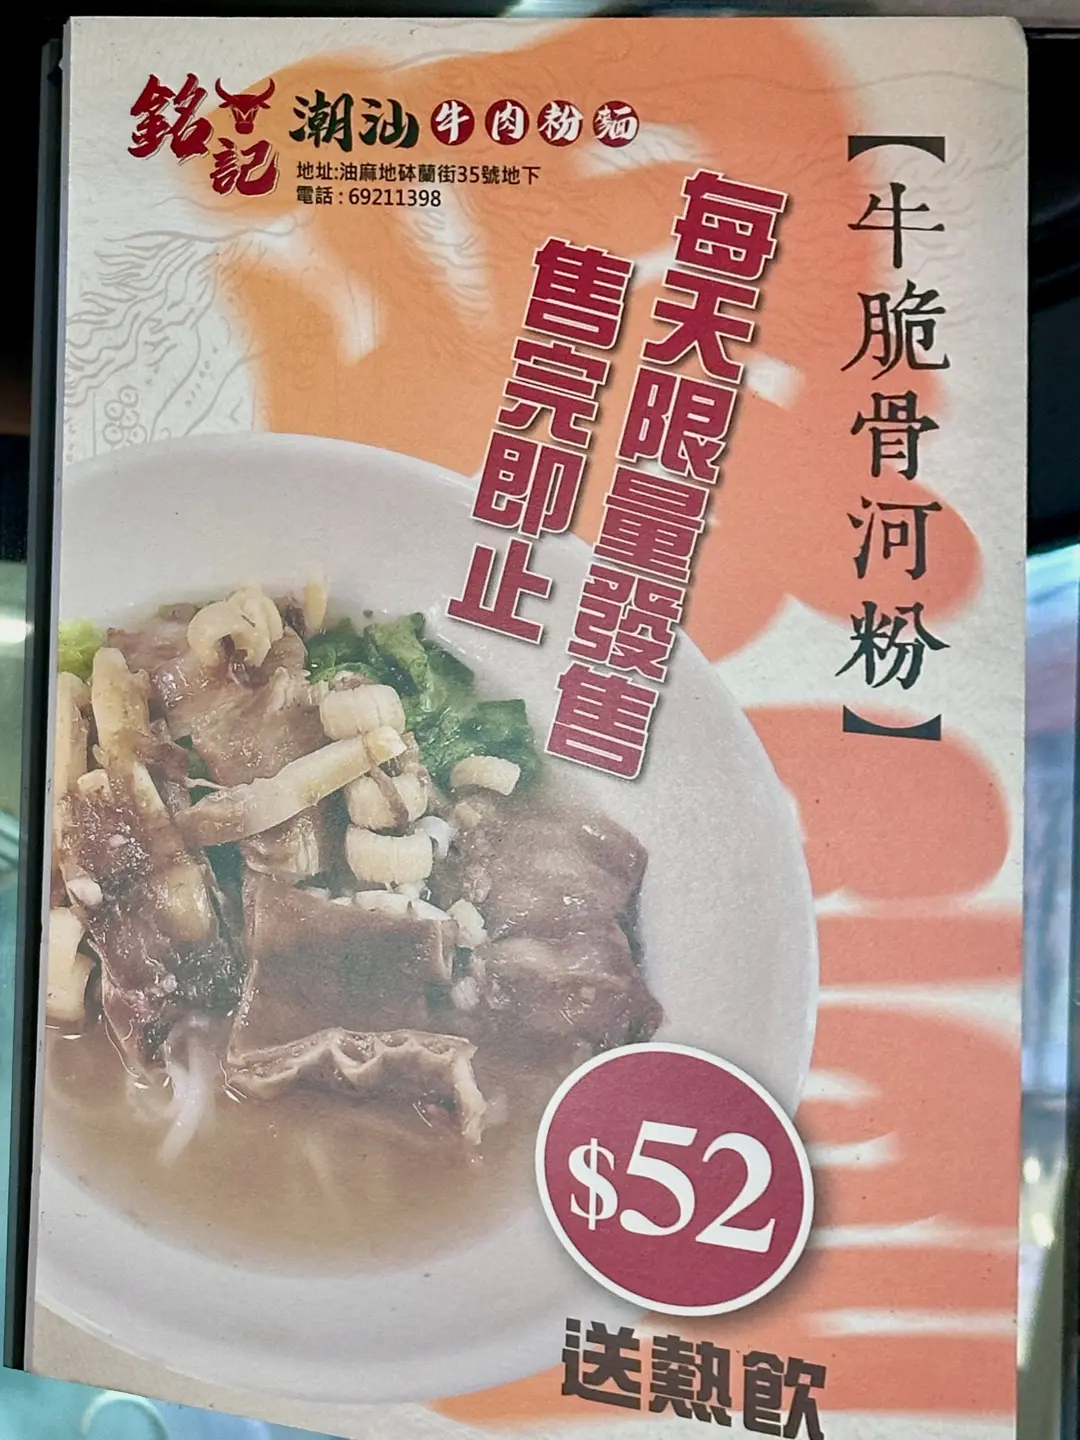 銘記
潮汕牛肉粉麵
地址:油麻地砵蘭街35號地下
電話 : 69211398
【牛脆骨河粉】
每天限量發售
售完即止
$52
送熱飲